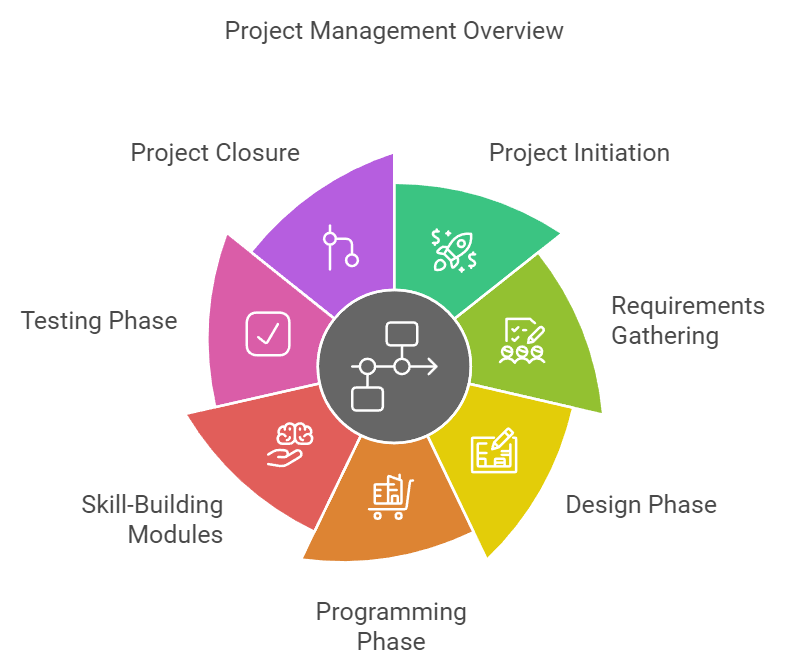 Project Management Overview
Project Closure
Project Initiation
Testing Phase
Requirements
Gathering
Skill-Building
Modules
Design Phase
Programming
Phase